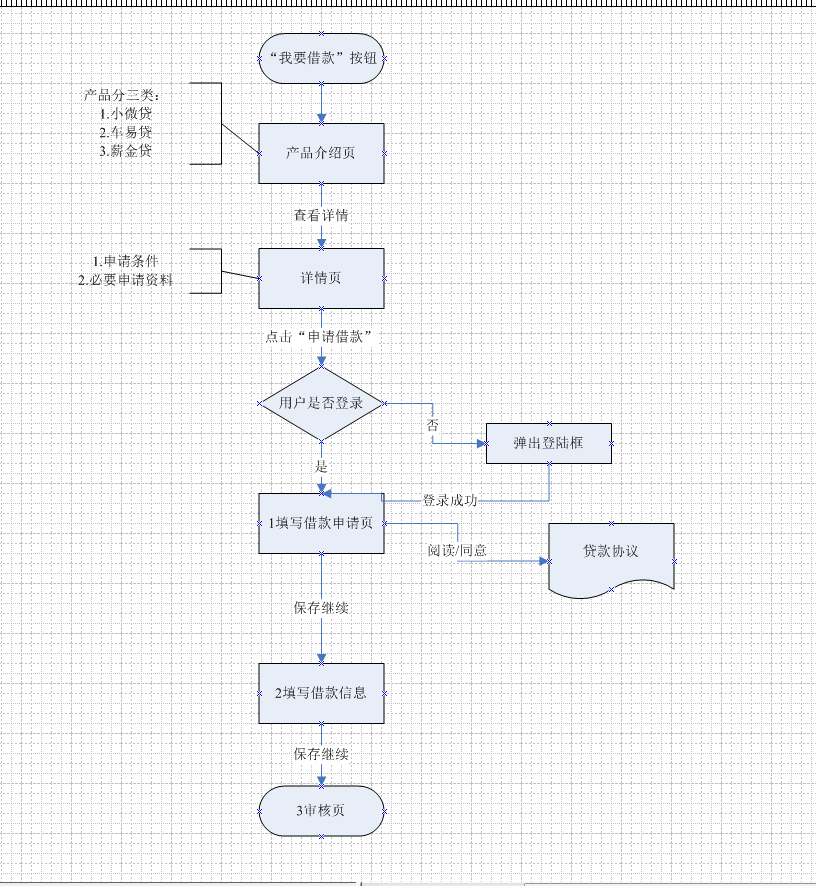 “我要借款”按钮
产品分三类：
1.小微贷
2.车易贷
3.薪金贷
产品介绍页
查看详情
1.申请条件
2.必要申请资料
详情页
点击“申请借款”
用户是否登录
否
弹出登陆框
是
登录成功
1填写借款申请页
阅读/同意
贷款协议
保存继续
2填写借款信息
保存继续
3审核页